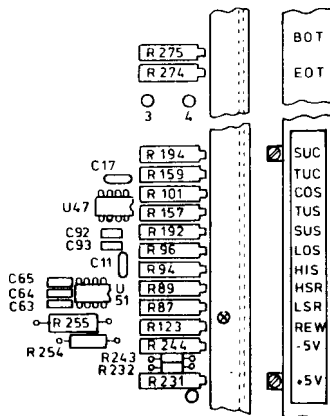 R 275
BOT
R 274
EOT
3 4
R 194
SUC
C17
R 159
TUC
R 101
COS
U47
R 157
TUS
C92
R 192
SUS
C93
R 96
LOS
C11
R 94
HIS
C65
C64
C63
U
51
R 89
HSR
R 87
LSR
R 255
R 123
REW
R 254
R 244
-5V
R 243
R 232
R 231
+5V